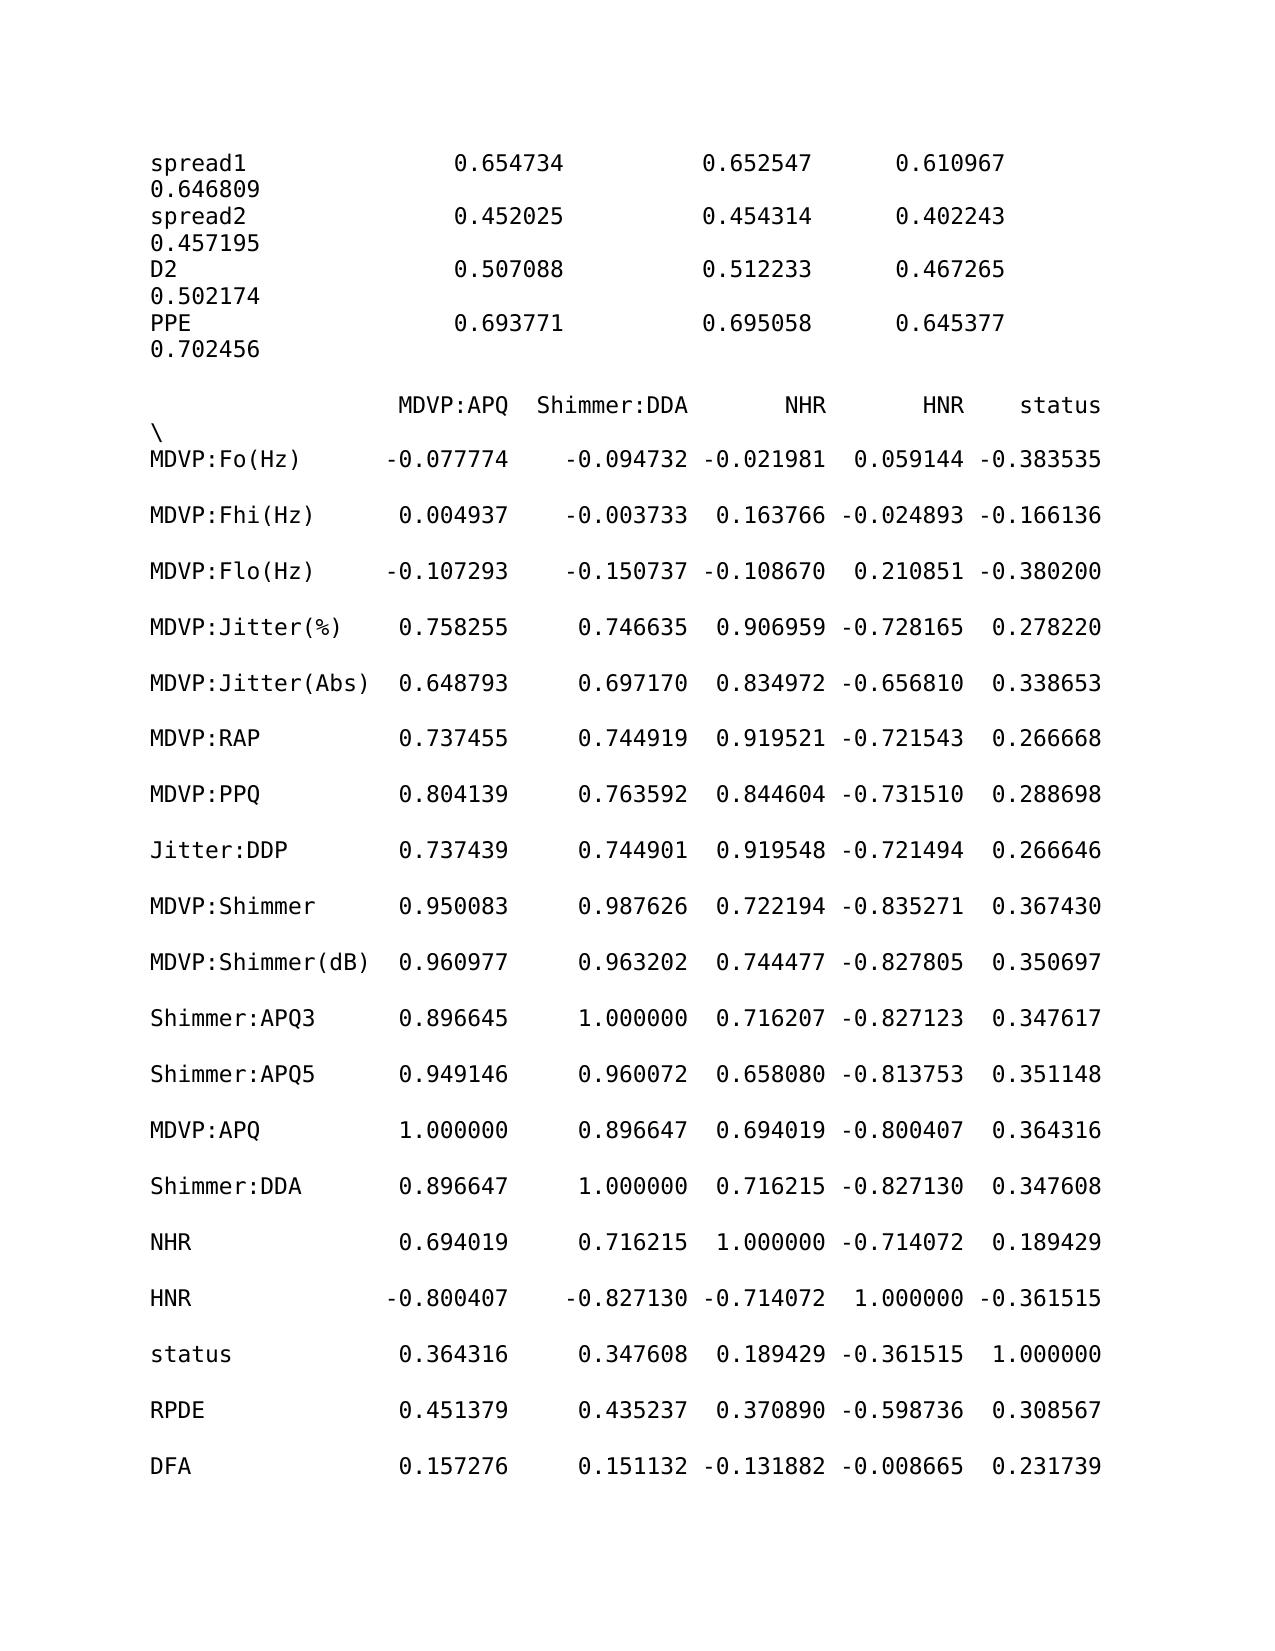 spread1               0.654734          0.652547      0.610967
0.646809
spread2               0.452025          0.454314      0.402243
0.457195
D2                    0.507088          0.512233      0.467265
0.502174
PPE                   0.693771          0.695058      0.645377
0.702456
                  MDVP:APQ  Shimmer:DDA       NHR       HNR    status
\
MDVP:Fo(Hz)      -0.077774    -0.094732 -0.021981  0.059144 -0.383535
MDVP:Fhi(Hz)      0.004937    -0.003733  0.163766 -0.024893 -0.166136
MDVP:Flo(Hz)     -0.107293    -0.150737 -0.108670  0.210851 -0.380200
MDVP:Jitter(%)    0.758255     0.746635  0.906959 -0.728165  0.278220
MDVP:Jitter(Abs)  0.648793     0.697170  0.834972 -0.656810  0.338653
MDVP:RAP          0.737455     0.744919  0.919521 -0.721543  0.266668
MDVP:PPQ          0.804139     0.763592  0.844604 -0.731510  0.288698
Jitter:DDP        0.737439     0.744901  0.919548 -0.721494  0.266646
MDVP:Shimmer      0.950083     0.987626  0.722194 -0.835271  0.367430
MDVP:Shimmer(dB)  0.960977     0.963202  0.744477 -0.827805  0.350697
Shimmer:APQ3      0.896645     1.000000  0.716207 -0.827123  0.347617
Shimmer:APQ5      0.949146     0.960072  0.658080 -0.813753  0.351148
MDVP:APQ          1.000000     0.896647  0.694019 -0.800407  0.364316
Shimmer:DDA       0.896647     1.000000  0.716215 -0.827130  0.347608
NHR               0.694019     0.716215  1.000000 -0.714072  0.189429
HNR              -0.800407    -0.827130 -0.714072  1.000000 -0.361515
status            0.364316     0.347608  0.189429 -0.361515  1.000000
RPDE              0.451379     0.435237  0.370890 -0.598736  0.308567
DFA               0.157276     0.151132 -0.131882 -0.008665  0.231739